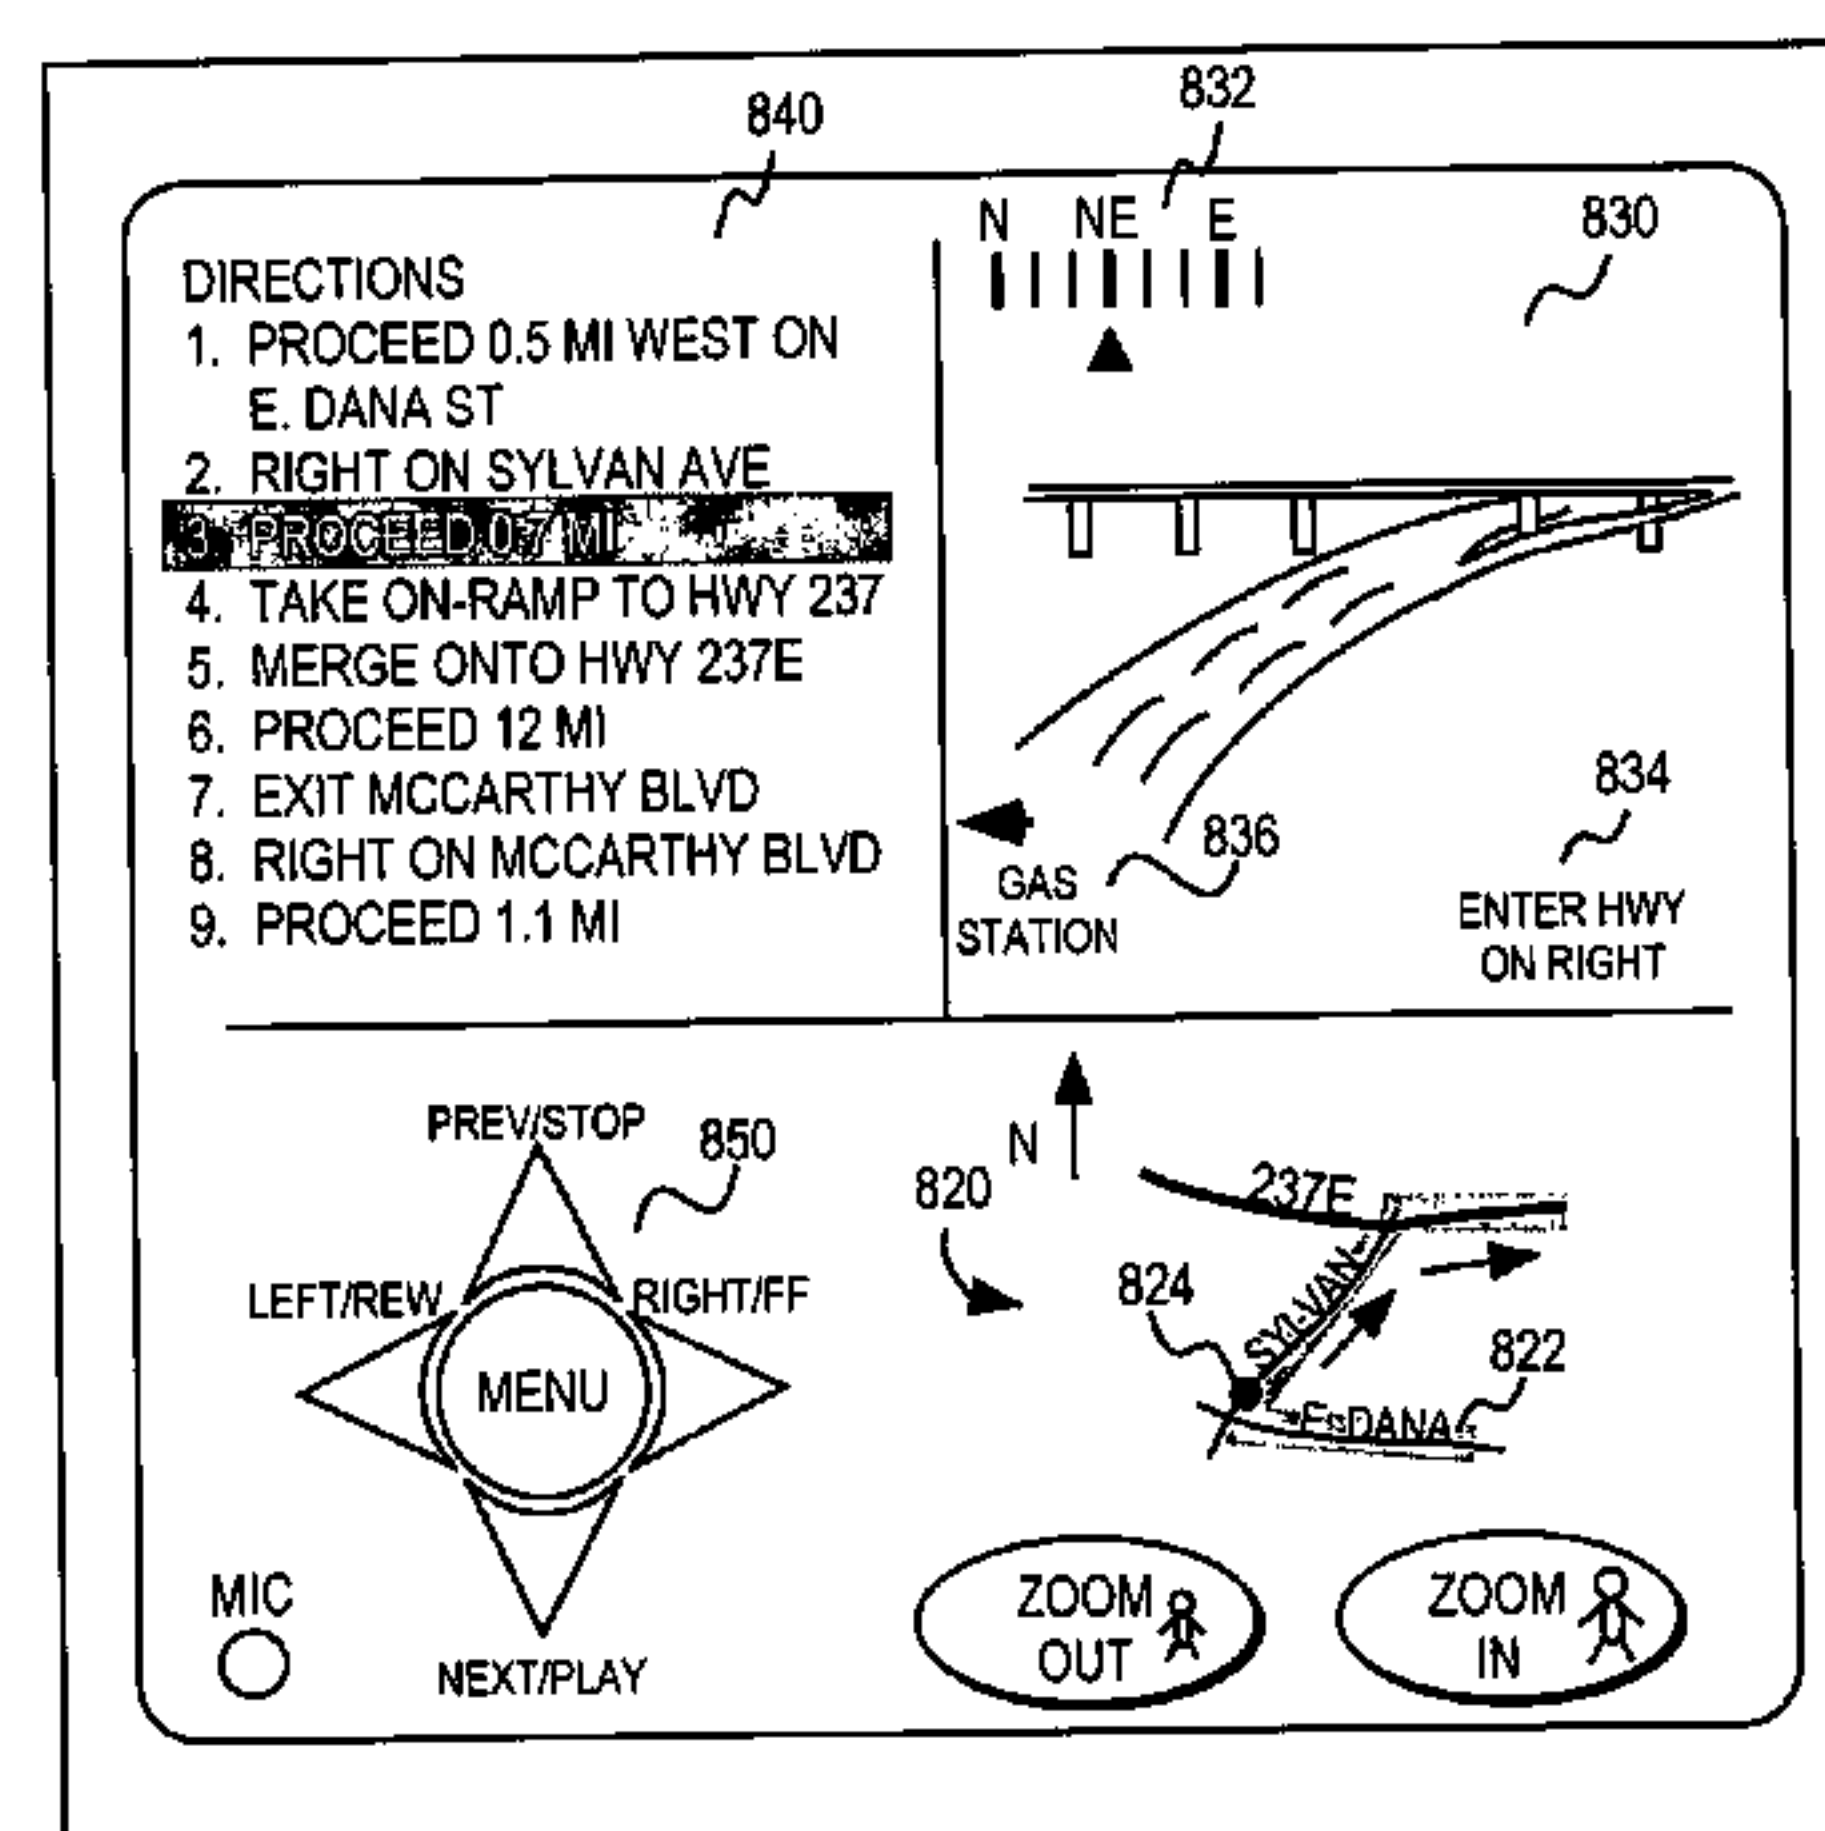 840
832
830
N NE E
DIRECTIONS
1. PROCEED 0.5 MI WEST ON
E. DANA ST
2. RIGHT ON SYLVAN AVE
3. PROCEED 0.7 MI
4. TAKE ON-RAMP TO HWY 237
5. MERGE ONTO HWY 237E
6. PROCEED 12 MI
7. EXIT MCCARTHY BLVD
8. RIGHT ON MCCARTHY BLVD
9. PROCEED 1.1 MI
834
836
GAS
STATION
ENTER HWY
ON RIGHT
PREV/STOP
850
LEFT/REW
RIGHT/FF
MENU
NEXT/PLAY
MIC
N
820
237E
824
SYLVAN
822
E. DANA
ZOOM
OUT
ZOOM
IN